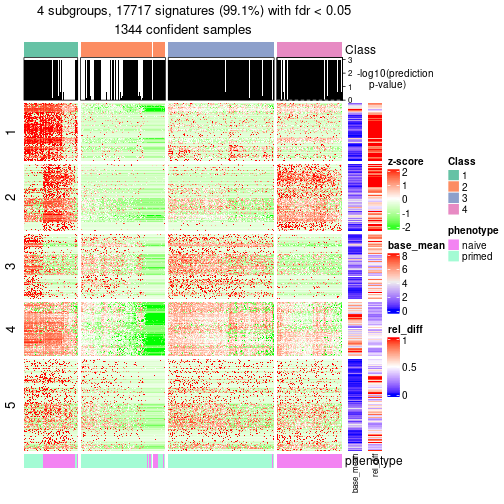 4 subgroups, 17717 signatures (99.1%) with fdr < 0.05
1344 confident samples
Class
3
2
1
0
-log10(prediction
p-value)
1
2
3
4
5
z-score
2
1
0
-1
-2
base_mean
8
6
4
2
0
rel_diff
1
0.5
0
Class
1
2
3
4
phenotype
naive
primed
phenotype